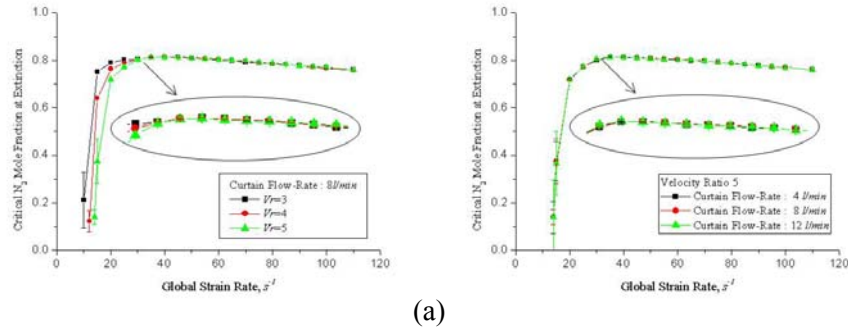 Critical N2 Mole Fraction at Extinction
1.0
0.8
0.6
0.4
0.2
0.0
0 20 40 60 80 100 120
Global Strain Rate, s-1
Curtain Flow-Rate : 8l/min
Vr=3
Vr=4
Vr=5
Critical N2 Mole Fraction at Extinction
1.0
0.8
0.6
0.4
0.2
0.0
0 20 40 60 80 100 120
Global Strain Rate, s-1
Velocity Ratio 5
Curtain Flow-Rate : 4 l/min
Curtain Flow-Rate : 8 l/min
Curtain Flow-Rate : 12 l/min
(a)